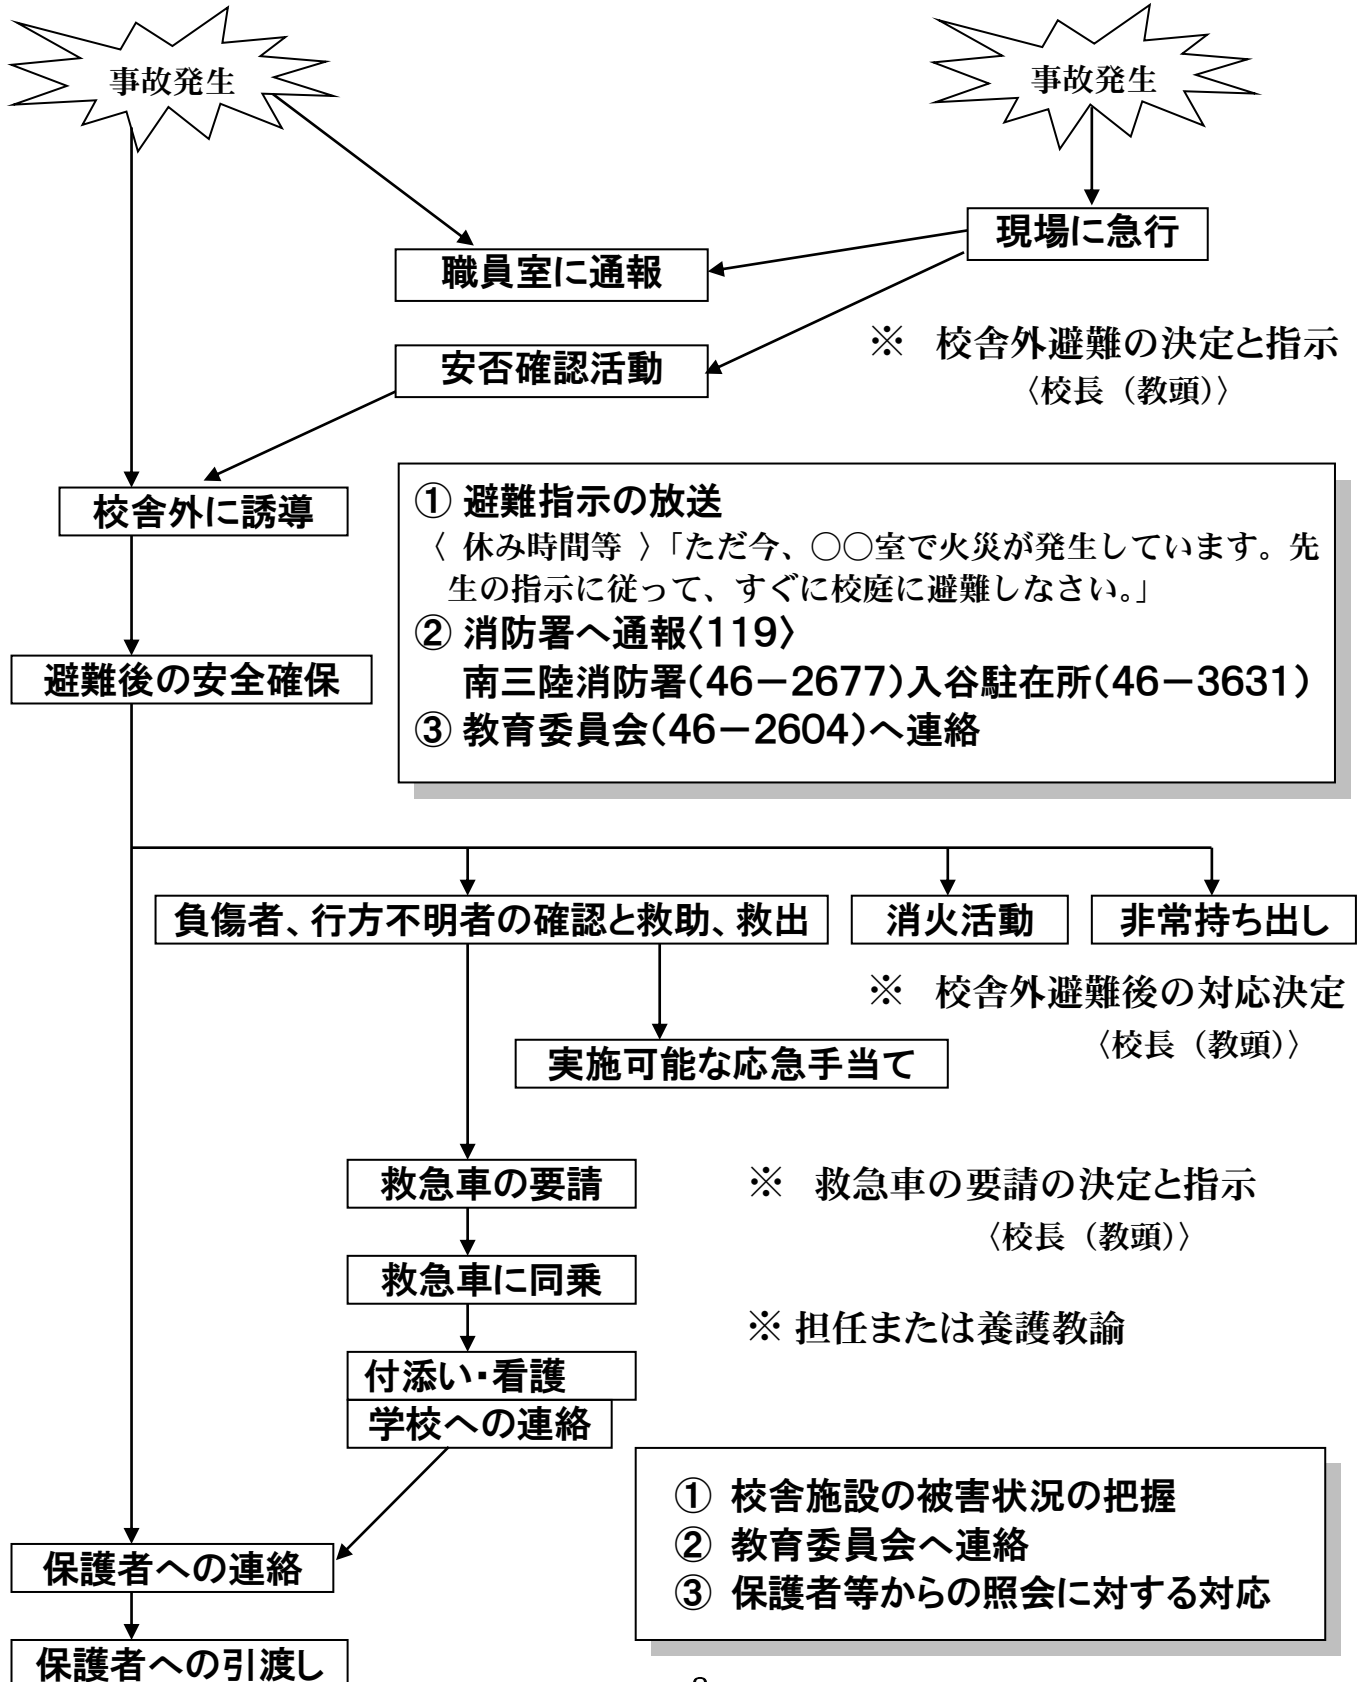 事故発生
事故発生
現場に急行
職員室に通報
※ 校舎外避難の決定と指示
安否確認活動
〈校長（教頭）〉
① 避難指示の放送
校舎外に誘導
〈 休み時間等 〉「ただ今、○○室で火災が発生しています。先
生の指示に従って、すぐに校庭に避難しなさい。」
② 消防署へ通報〈119〉
避難後の安全確保
南三陸消防署（46－2677）入谷駐在所（46－3631）
③ 教育委員会（46－2604）へ連絡
負傷者、行方不明者の確認と救助、救出
消火活動
非常持ち出し
※ 校舎外避難後の対応決定
〈校長（教頭）〉
実施可能な応急手当て
救急車の要請
※ 救急車の要請の決定と指示
〈校長（教頭）〉
救急車に同乗
※ 担任または養護教諭
付添い・看護
学校への連絡
① 校舎施設の被害状況の把握
② 教育委員会へ連絡
保護者への連絡
③ 保護者等からの照会に対する対応
保護者への引渡し